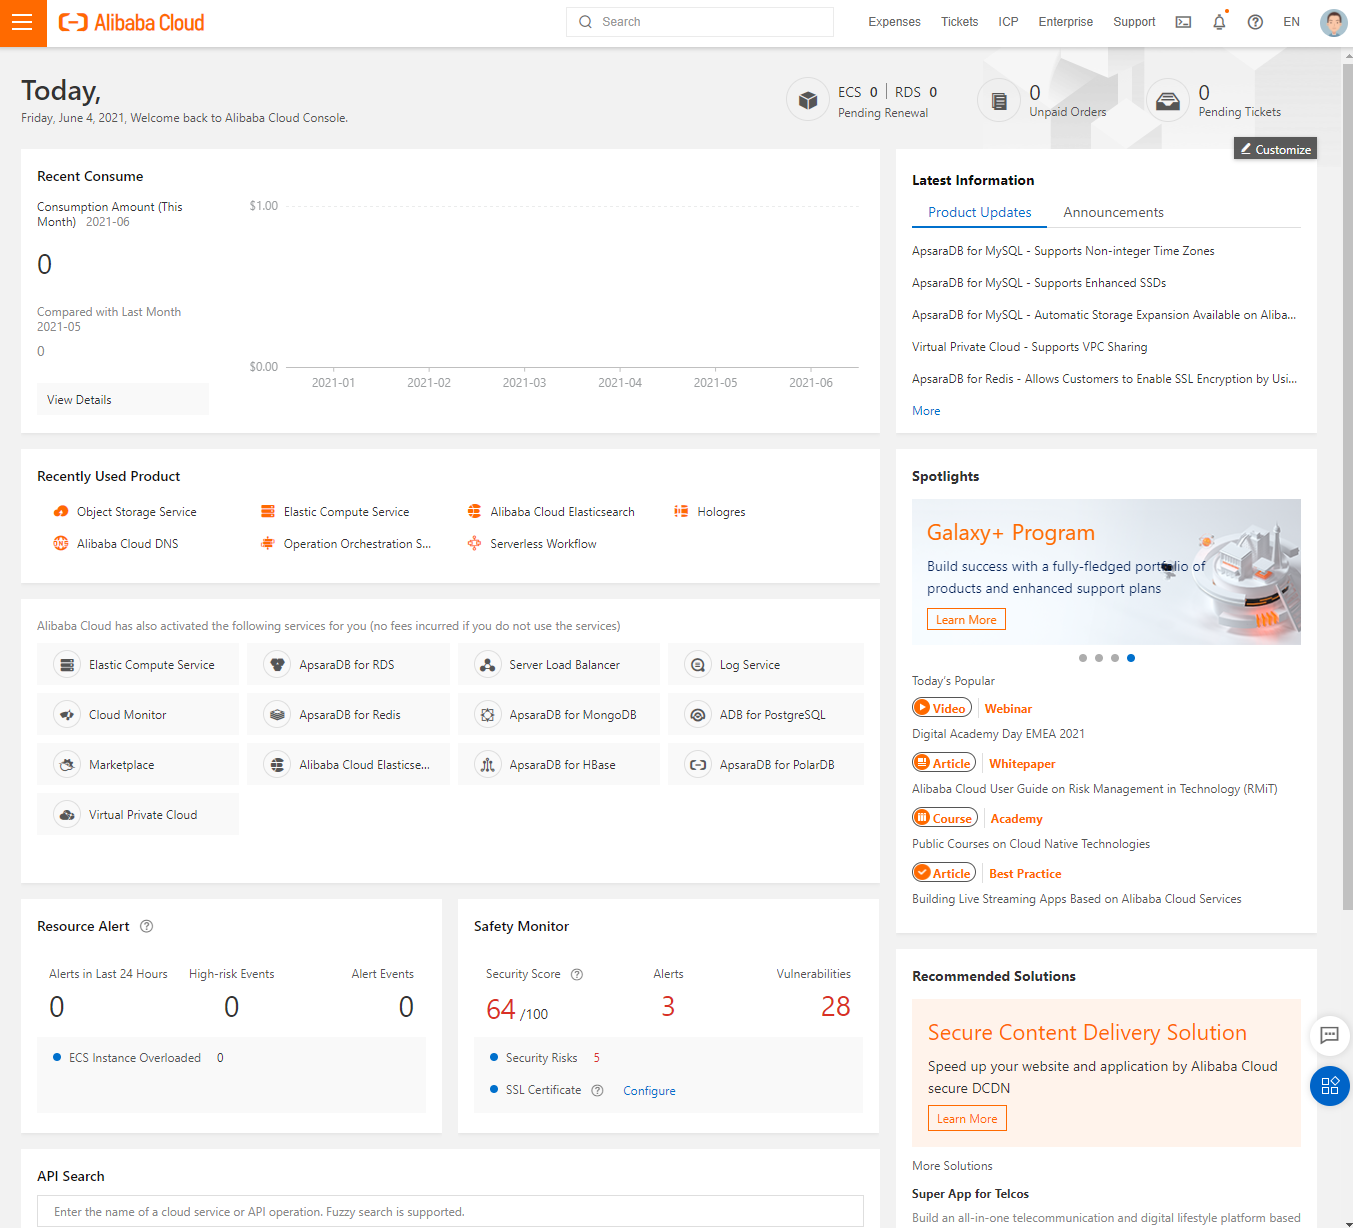 Alibaba Cloud
Search
Expenses
Tickets
ICP
Enterprise
Support
EN
Today,
Friday, June 4, 2021, Welcome back to Alibaba Cloud Console.
ECS 0 | RDS 0
Pending Renewal
0
Unpaid Orders
0
Pending Tickets
Customize
Recent Consume
Consumption Amount (This
Month) 2021-06
0
Compared with Last Month
2021-05
0
View Details
$1.00
$0.00
2021-01
2021-02
2021-03
2021-04
2021-05
2021-06
Latest Information
Product Updates
Announcements
ApsaraDB for MySQL - Supports Non-integer Time Zones
ApsaraDB for MySQL - Supports Enhanced SSDs
ApsaraDB for MySQL - Automatic Storage Expansion Available on Aliba...
Virtual Private Cloud - Supports VPC Sharing
ApsaraDB for Redis - Allows Customers to Enable SSL Encryption by Usi...
More
Recently Used Product
Object Storage Service
Elastic Compute Service
Alibaba Cloud Elasticsearch
Hologres
DNS
Alibaba Cloud DNS
Operation Orchestration S...
Serverless Workflow
Alibaba Cloud has also activated the following services for you (no fees incurred if you do not use the services)
Elastic Compute Service
ApsaraDB for RDS
Server Load Balancer
Log Service
Cloud Monitor
ApsaraDB for Redis
ApsaraDB for MongoDB
ADB for PostgreSQL
Marketplace
Alibaba Cloud Elasticse...
ApsaraDB for HBase
ApsaraDB for PolarDB
Virtual Private Cloud
Spotlights
Galaxy+ Program
Build success with a fully-fledged portfolio of
products and enhanced support plans
Learn More
Today's Popular
Video
Webinar
Digital Academy Day EMEA 2021
Article
Whitepaper
Alibaba Cloud User Guide on Risk Management in Technology (RMiT)
Course
Academy
Public Courses on Cloud Native Technologies
Article
Best Practice
Building Live Streaming Apps Based on Alibaba Cloud Services
Resource Alert
Alerts in Last 24 Hours
0
High-risk Events
0
Alert Events
0
ECS Instance Overloaded 0
Safety Monitor
Security Score
64 /100
Alerts
3
Vulnerabilities
28
Security Risks 5
SSL Certificate
Configure
Recommended Solutions
Secure Content Delivery Solution
Speed up your website and application by Alibaba Cloud
secure DCDN
Learn More
More Solutions
Super App for Telcos
Build an all-in-one telecommunication and digital lifestyle platform based
API Search
Enter the name of a cloud service or API operation. Fuzzy search is supported.